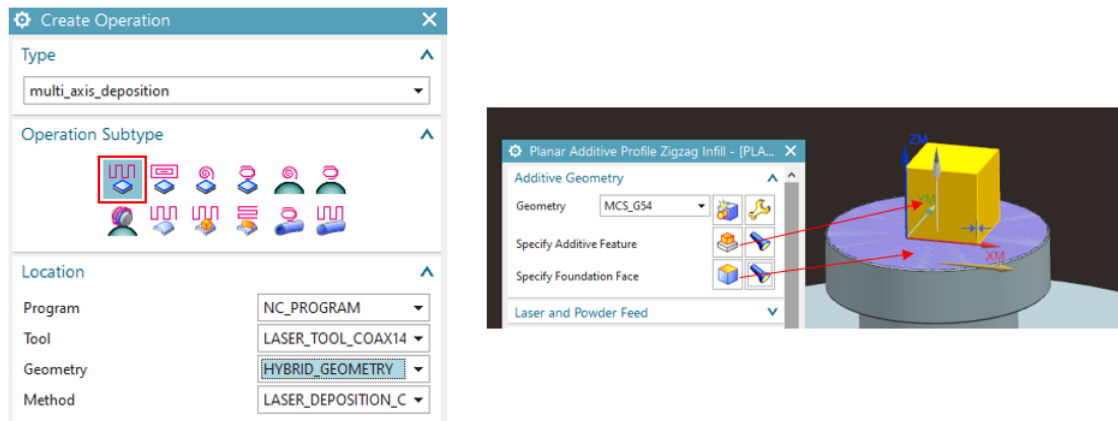 Create Operation
Type
multi_axis_deposition
Operation Subtype
Location
Program NC_PROGRAM
Tool LASER_TOOL_COAX14
Geometry HYBRID_GEOMETRY
Method LASER_DEPOSITION_C
Planar Additive Profile Zigzag Infill - [PLA...
Additive Geometry
Geometry MCS_G54
Specify Additive Feature
Specify Foundation Face
Laser and Powder Feed
ZM
YM
XM